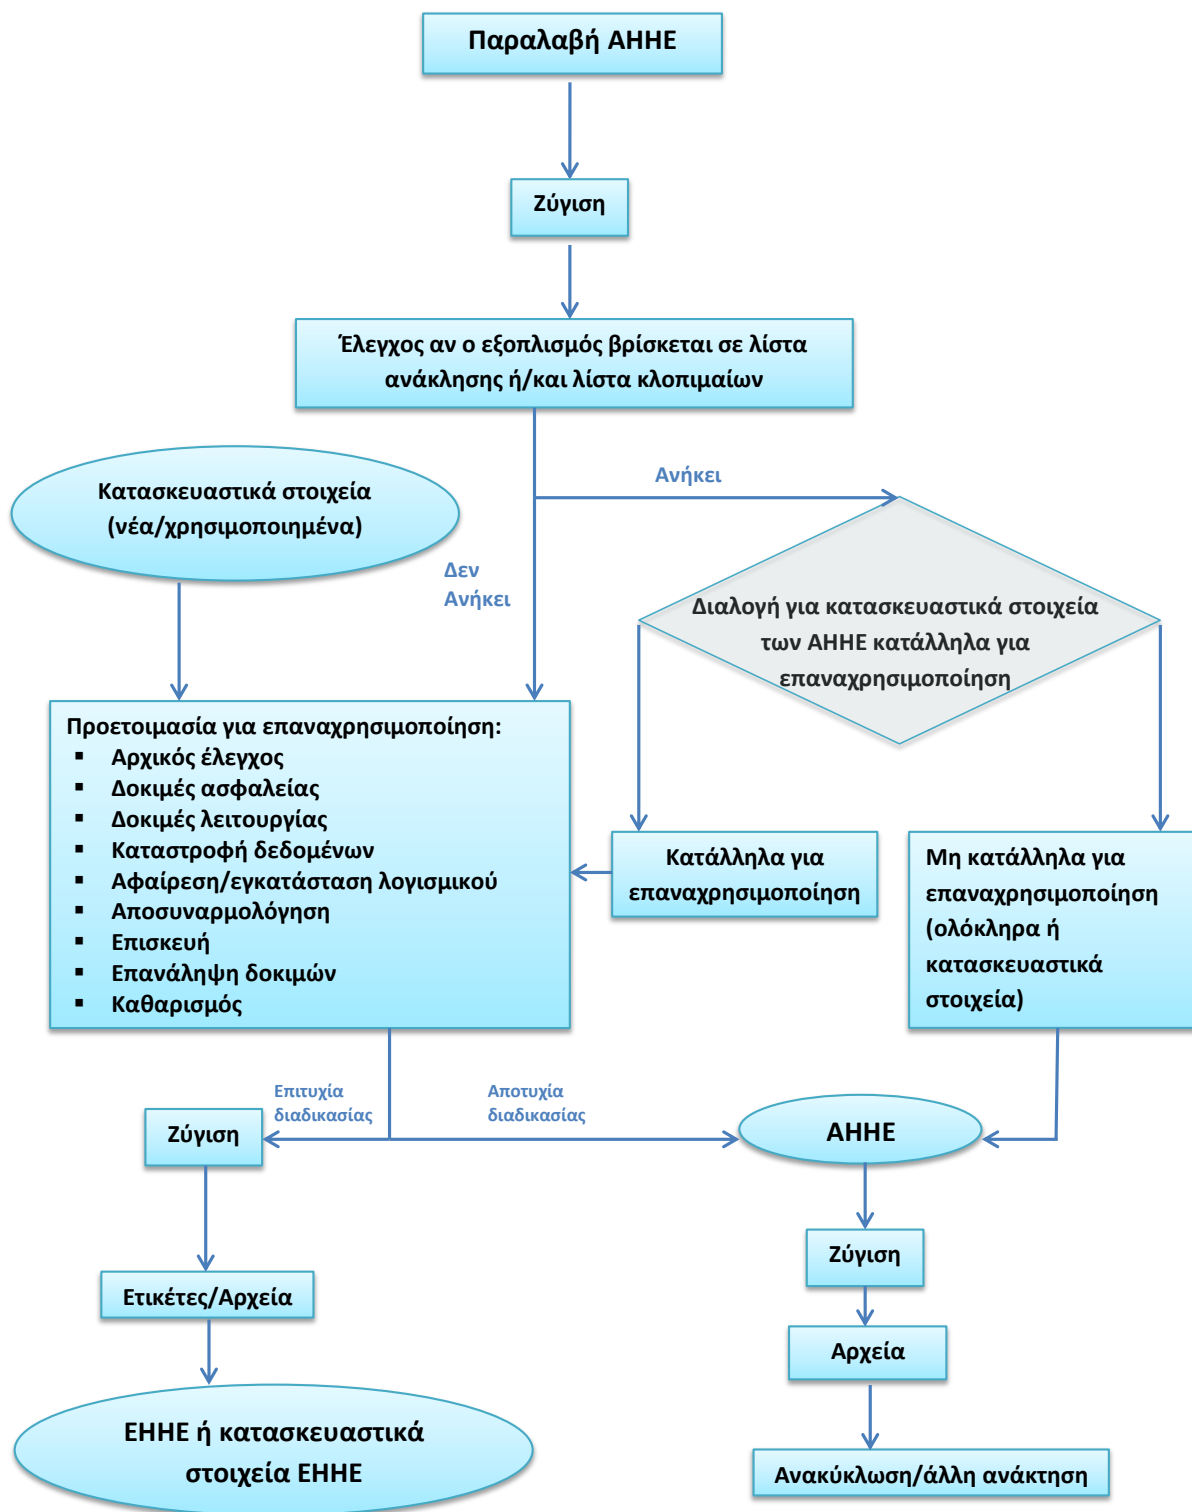 Παραλαβή ΑΗΗΕ
Ζύγιση
Έλεγχος αν ο εξοπλισμός βρίσκεται σε λίστα
ανάκλησης ή/και λίστα κλοπιμαίων
Ανήκει
Κατασκευαστικά στοιχεία
(νέα/χρησιμοποιημένα)
Δεν
Ανήκει
Διαλογή για κατασκευαστικά στοιχεία
των ΑΗΗΕ κατάλληλα για
επαναχρησιμοποίηση
Προετοιμασία για επαναχρησιμοποίηση:
▪ Αρχικός έλεγχος
▪ Δοκιμές ασφαλείας
▪ Δοκιμές λειτουργίας
▪ Καταστροφή δεδομένων
▪ Αφαίρεση/εγκατάσταση λογισμικού
▪ Αποσυναρμολόγηση
▪ Επισκευή
▪ Επανάληψη δοκιμών
▪ Καθαρισμός
Κατάλληλα για
επαναχρησιμοποίηση
Μη κατάλληλα για
επαναχρησιμοποίηση
(ολόκληρα ή
κατασκευαστικά
στοιχεία)
Επιτυχία
διαδικασίας
Αποτυχία
διαδικασίας
Ζύγιση
ΑΗΗΕ
Ζύγιση
Ετικέτες/Αρχεία
Αρχεία
ΕΗΗΕ ή κατασκευαστικά
στοιχεία ΕΗΗΕ
Ανακύκλωση/άλλη ανάκτηση